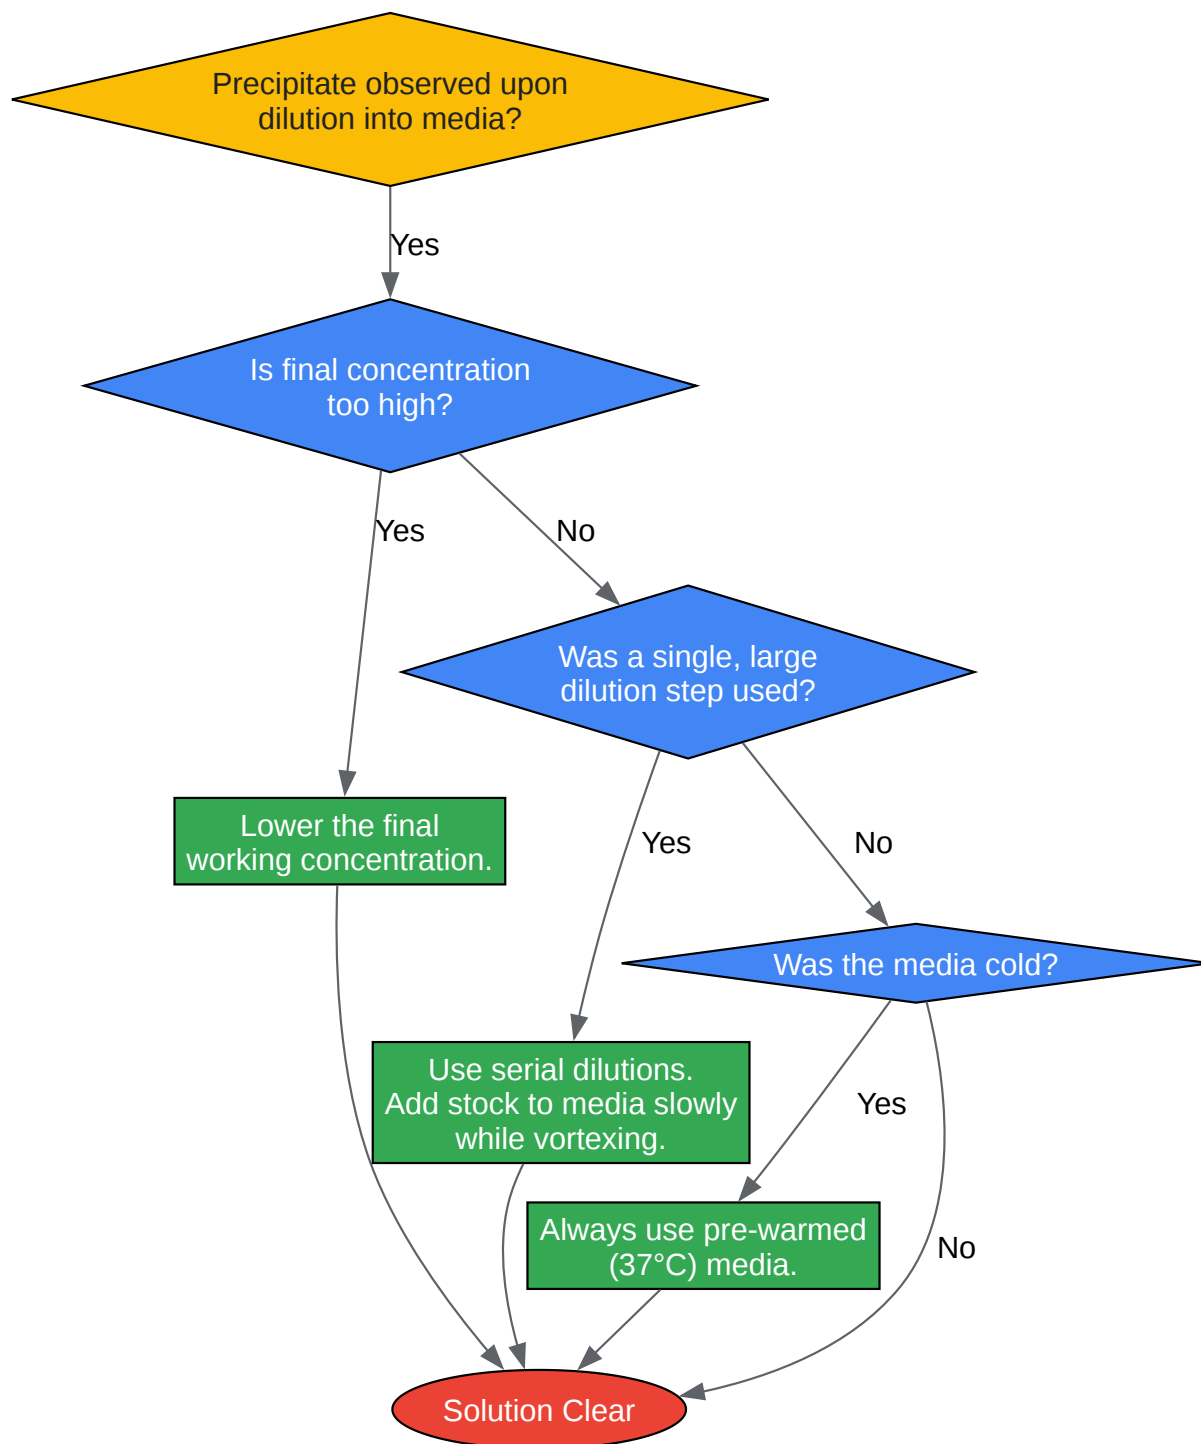 Precipitate observed upon
dilution into media?
Yes
Is final concentration
too high?
Yes
No
Was a single, large
dilution step used?
Lower the final
working concentration.
Yes
No
Was the media cold?
Use serial dilutions.
Add stock to media slowly
while vortexing.
Yes
Always use pre-warmed
(37°C) media.
No
Solution Clear